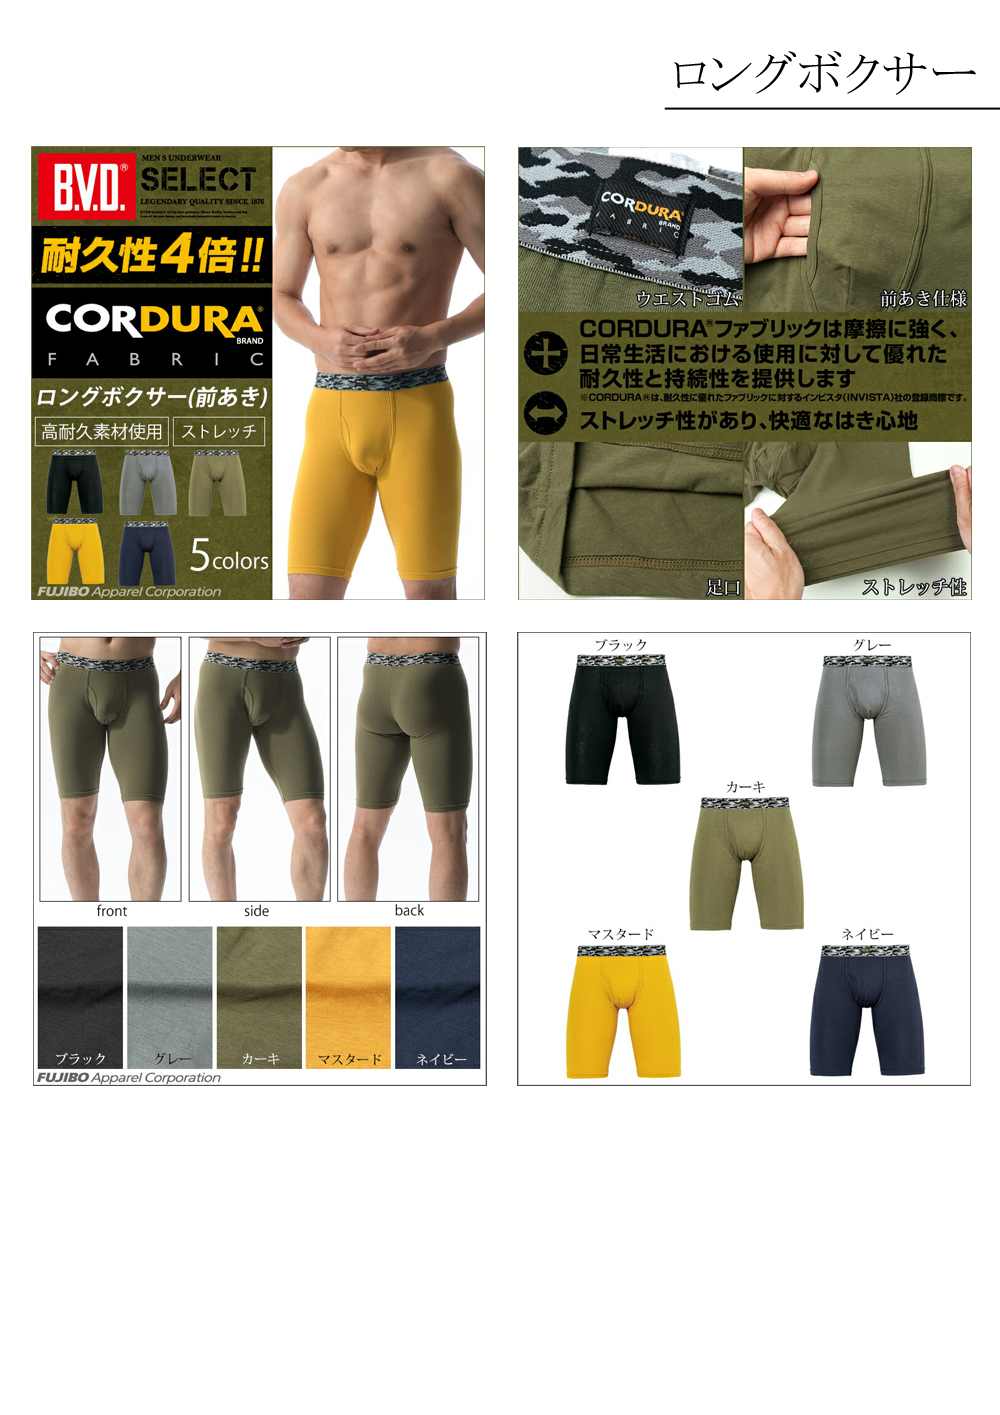 ロングボクサー
B.V.D.®
MEN S UNDERWEAR
SELECT
LEGENDARY QUALITY SINCE 1876
耐久性4倍!!
CORDURA®
BRAND
FABRIC
ロングボクサー(前あき)
高耐久素材使用
ストレッチ
5colors
FUJIBO Apparel Corporation
CORDURA®
BRAND
FABRIC
ウエストゴム
前あき仕様
CORDURA®ファブリックは摩擦に強く、
日常生活における使用に対して優れた
耐久性と持続性を提供します
※CORDURA®は、耐久性に優れたファブリックに対するインビスタ(INVISTA)社の登録商標です。
ストレッチ性があり、快適なはき心地
足口
ストレッチ性
front
side
back
ブラック
グレー
カーキ
マスタード
ネイビー
FUJIBO Apparel Corporation
ブラック
グレー
カーキ
マスタード
ネイビー